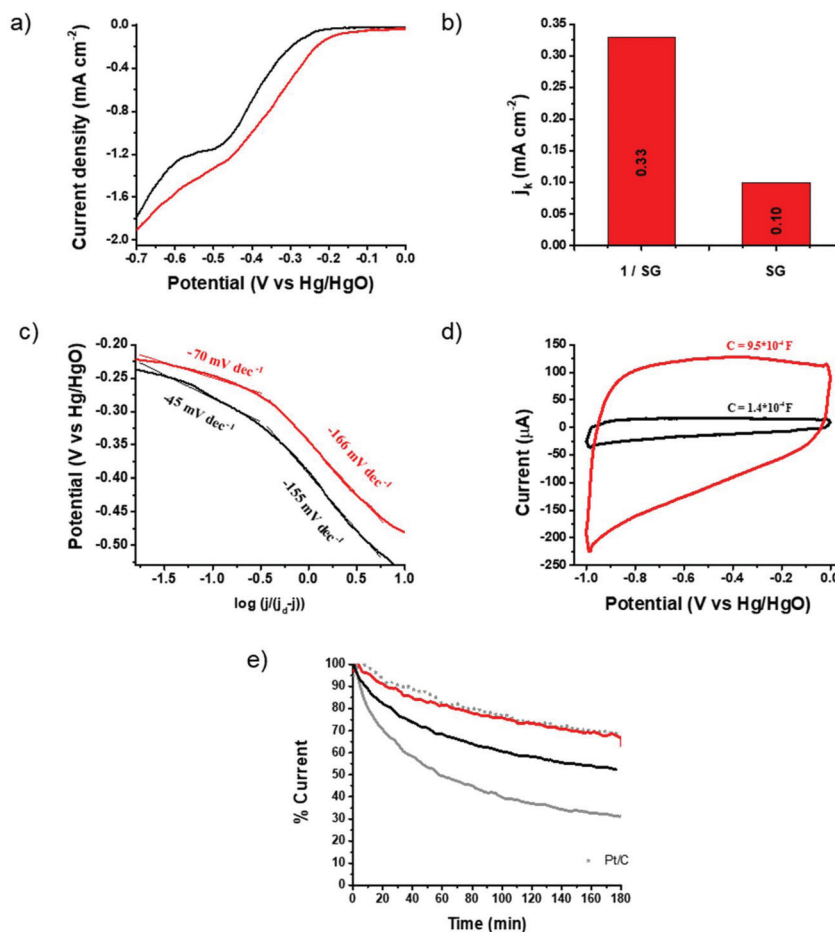 a)
0.0
-0.4
-0.8
-1.2
-1.6
-2.0
Current density (mA cm⁻²)
-0.7 -0.6 -0.5 -0.4 -0.3 -0.2 -0.1 0.0
Potential (V vs Hg/HgO)
b)
0.35
0.30
0.25
0.20
0.15
0.10
0.05
0.00
jₖ (mA cm⁻²)
0.33
0.10
1 / SG SG
c)
-0.20
-0.25
-0.30
-0.35
-0.40
-0.45
-0.50
Potential (V vs Hg/HgO)
-70 mV dec⁻¹
-45 mV dec⁻¹
-166 mV dec⁻¹
-155 mV dec⁻¹
-1.5 -1.0 -0.5 0.0 0.5 1.0
log (j/(j_d-j))
d)
150
100
50
0
-50
-100
-150
-200
-250
Current (µA)
C = 9.5*10⁻⁴ F
C = 1.4*10⁻⁴ F
-1.0 -0.8 -0.6 -0.4 -0.2 0.0
Potential (V vs Hg/HgO)
e)
100
90
80
70
60
50
40
30
20
10
0
% Current
Pt/C
0 20 40 60 80 100 120 140 160 180
Time (min)